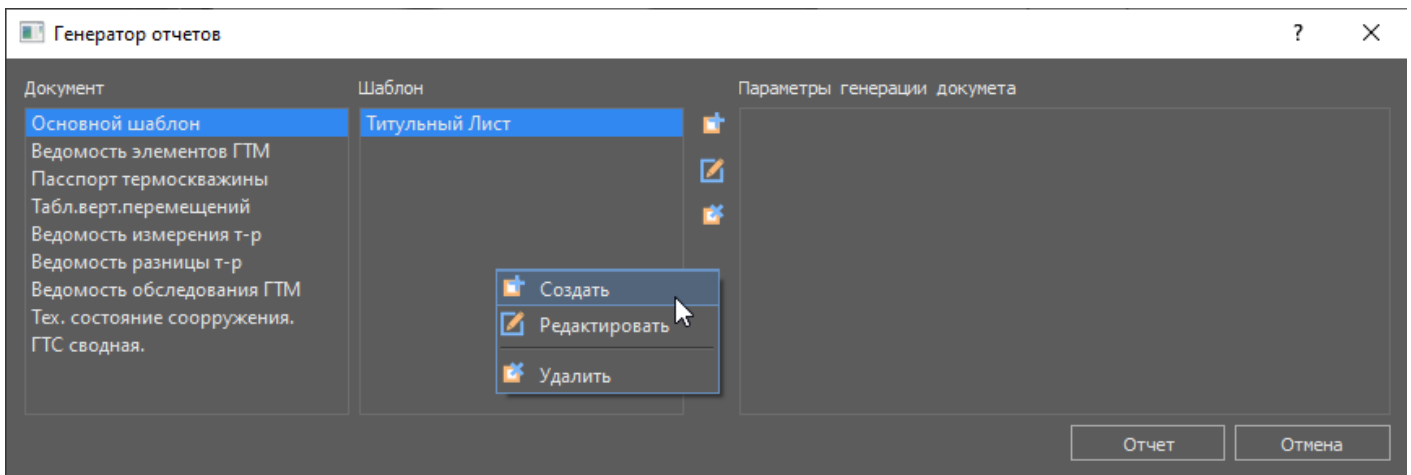 Генератор отчетов
?
Документ
Шаблон
Параметры генерации докумета
Основной шаблон
Ведомость элементов ГТМ
Пасспорт термоскважины
Табл.верт.перемещений
Ведомость измерения т-р
Ведомость разницы т-р
Ведомость обследования ГТМ
Тех. состояние соорружения.
ГТС сводная.
Титульный Лист
Создать
Редактировать
Удалить
Отчет
Отмена